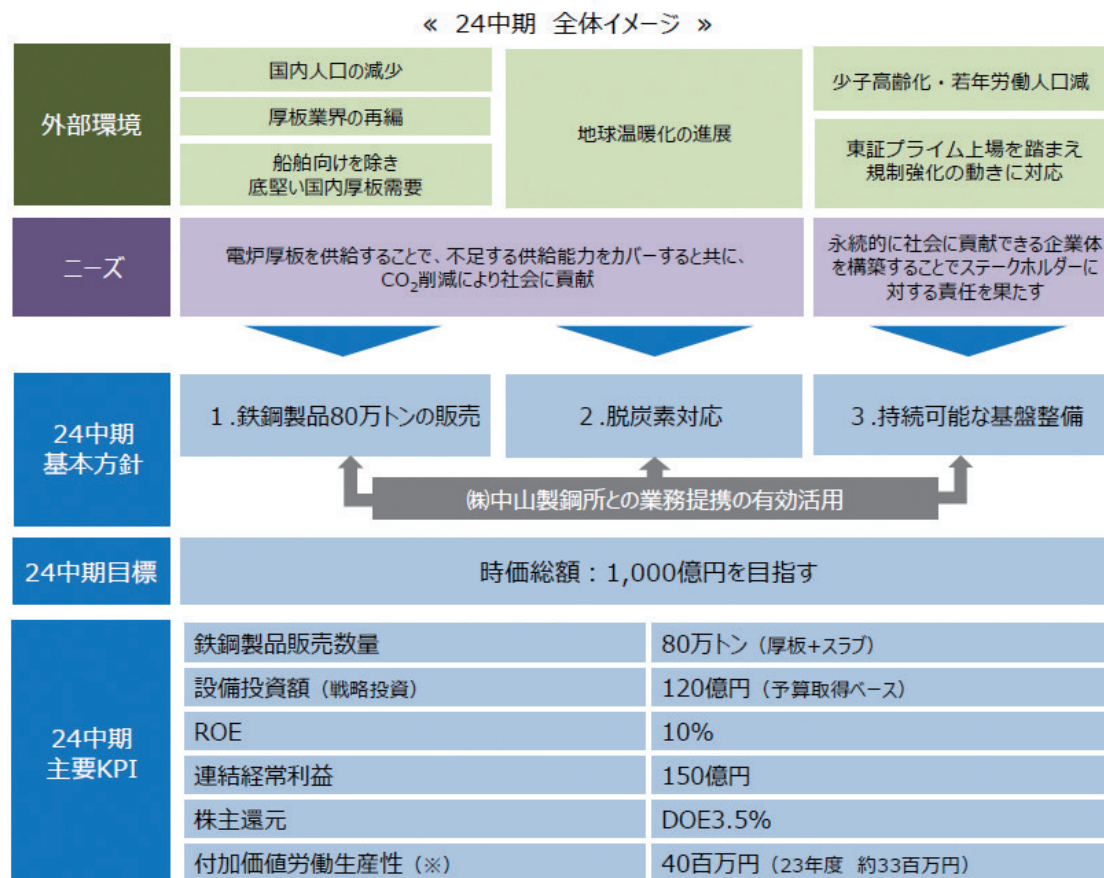 ≪ 24中期 全体イメージ ≫
外部環境
国内人口の減少
厚板業界の再編
船舶向けを除き
底堅い国内厚板需要
地球温暖化の進展
少子高齢化・若年労働人口減
東証プライム上場を踏まえ
規制強化の動きに対応
ニーズ
電炉厚板を供給することで、不足する供給能力をカバーすると共に、
CO₂削減により社会に貢献
永続的に社会に貢献できる企業体
を構築することでステークホルダーに
対する責任を果たす
24中期
基本方針
1.鉄鋼製品80万トンの販売
2.脱炭素対応
3.持続可能な基盤整備
㈱中山製鋼所との業務提携の有効活用
24中期目標
時価総額：1,000億円を目指す
24中期
主要KPI
鉄鋼製品販売数量
80万トン（厚板+スラブ）
設備投資額（戦略投資）
120億円（予算取得ベース）
ROE
10%
連結経常利益
150億円
株主還元
DOE3.5%
付加価値労働生産性（※）
40百万円（23年度 約33百万円）